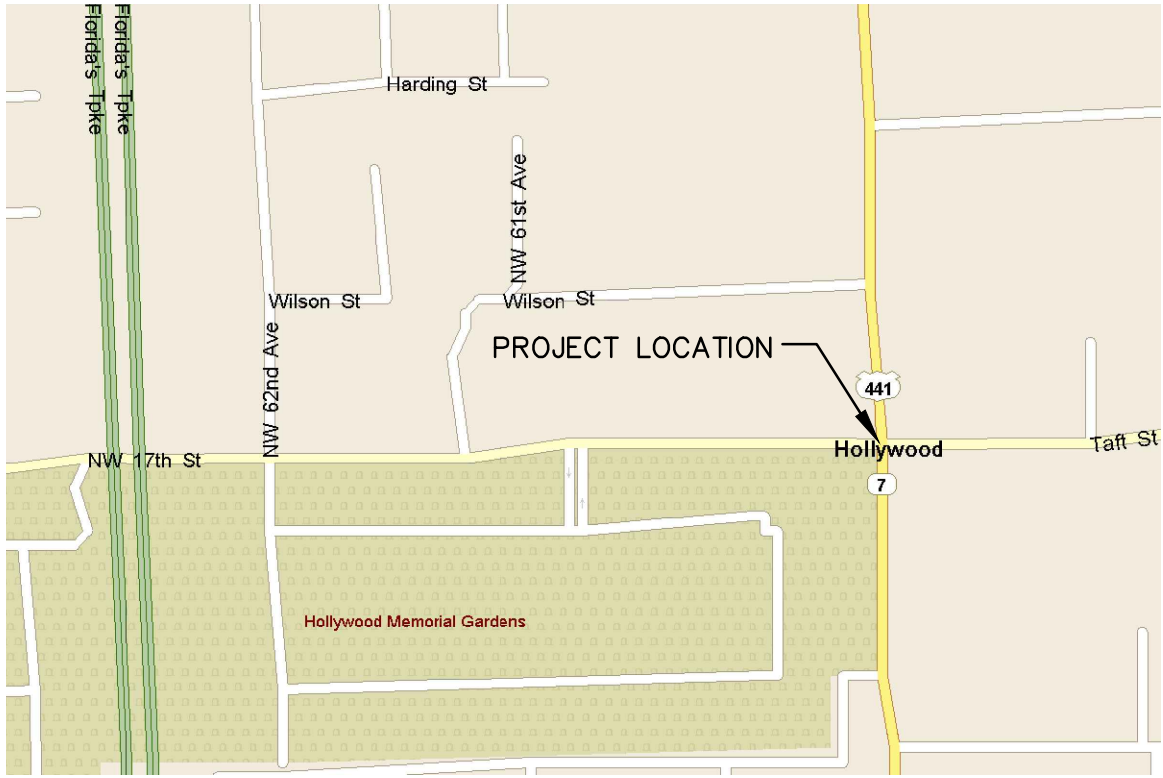 Florida's Tpke
Florida's Tpke
Harding St
NW 61st Ave
Wilson St
Wilson St
NW 62nd Ave
PROJECT LOCATION
441
Hollywood
Taft St
NW 17th St
7
Hollywood Memorial Gardens